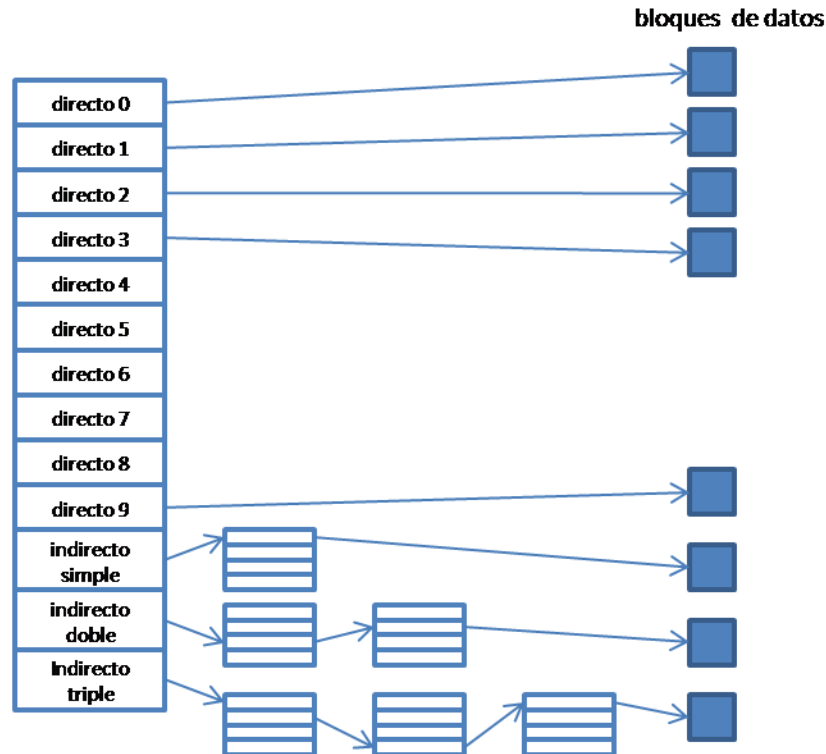 bloques de datos
directo 0
directo 1
directo 2
directo 3
directo 4
directo 5
directo 6
directo 7
directo 8
directo 9
indirecto
simple
indirecto
doble
Indirecto
triple